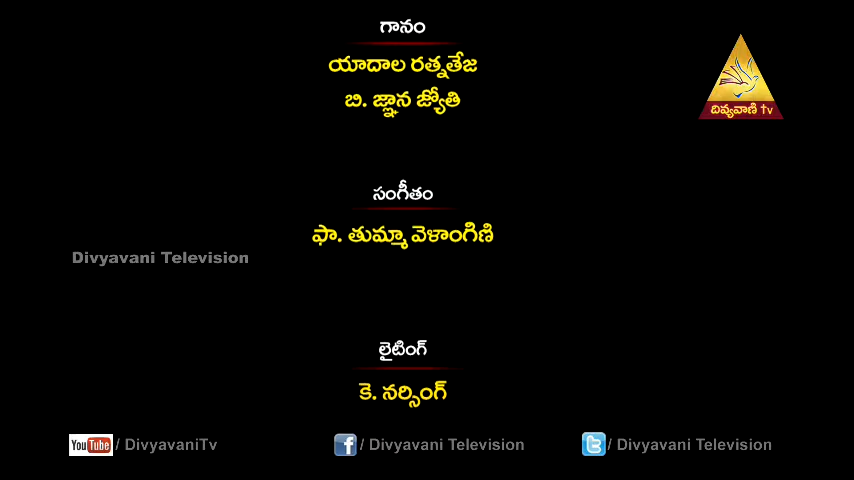 గానం
యాదాల రత్నతేజ
బి. జ్ఞాన జ్యోతి
దివ్యవాణి tv
సంగీతం
ఫా. తుమ్మా వెళాంగిణి
Divyavani Television
లైటింగ్
కె. నర్సింగ్
YouTube / DivyavaniTv
f / Divyavani Television
t / Divyavani Television